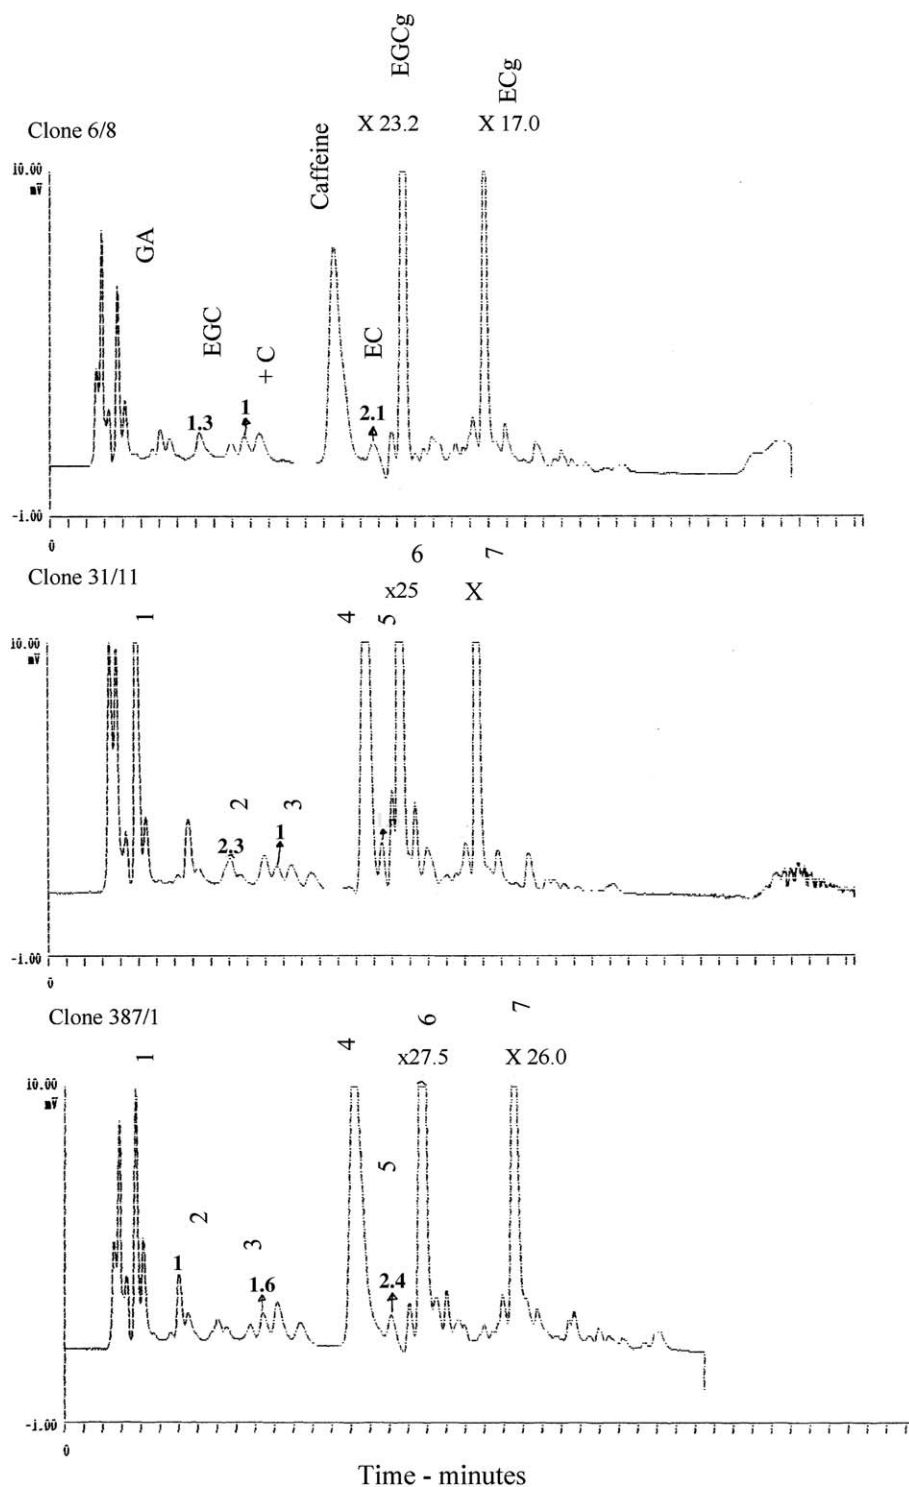 EGCg
ECg
X 23.2
X 17.0
Clone 6/8
Caffeine
10.00
mV
GA
EGC
+ C
EC
1.3
1
2.1
-1.00
0
6
7
Clone 31/11
x25
X
1
4
5
10.00
mV
2
3
2.3
1
-1.00
0
Clone 387/1
6
7
1
4
x27.5
X 26.0
10.00
mV
5
2
3
1
1.6
2.4
-1.00
0
Time - minutes